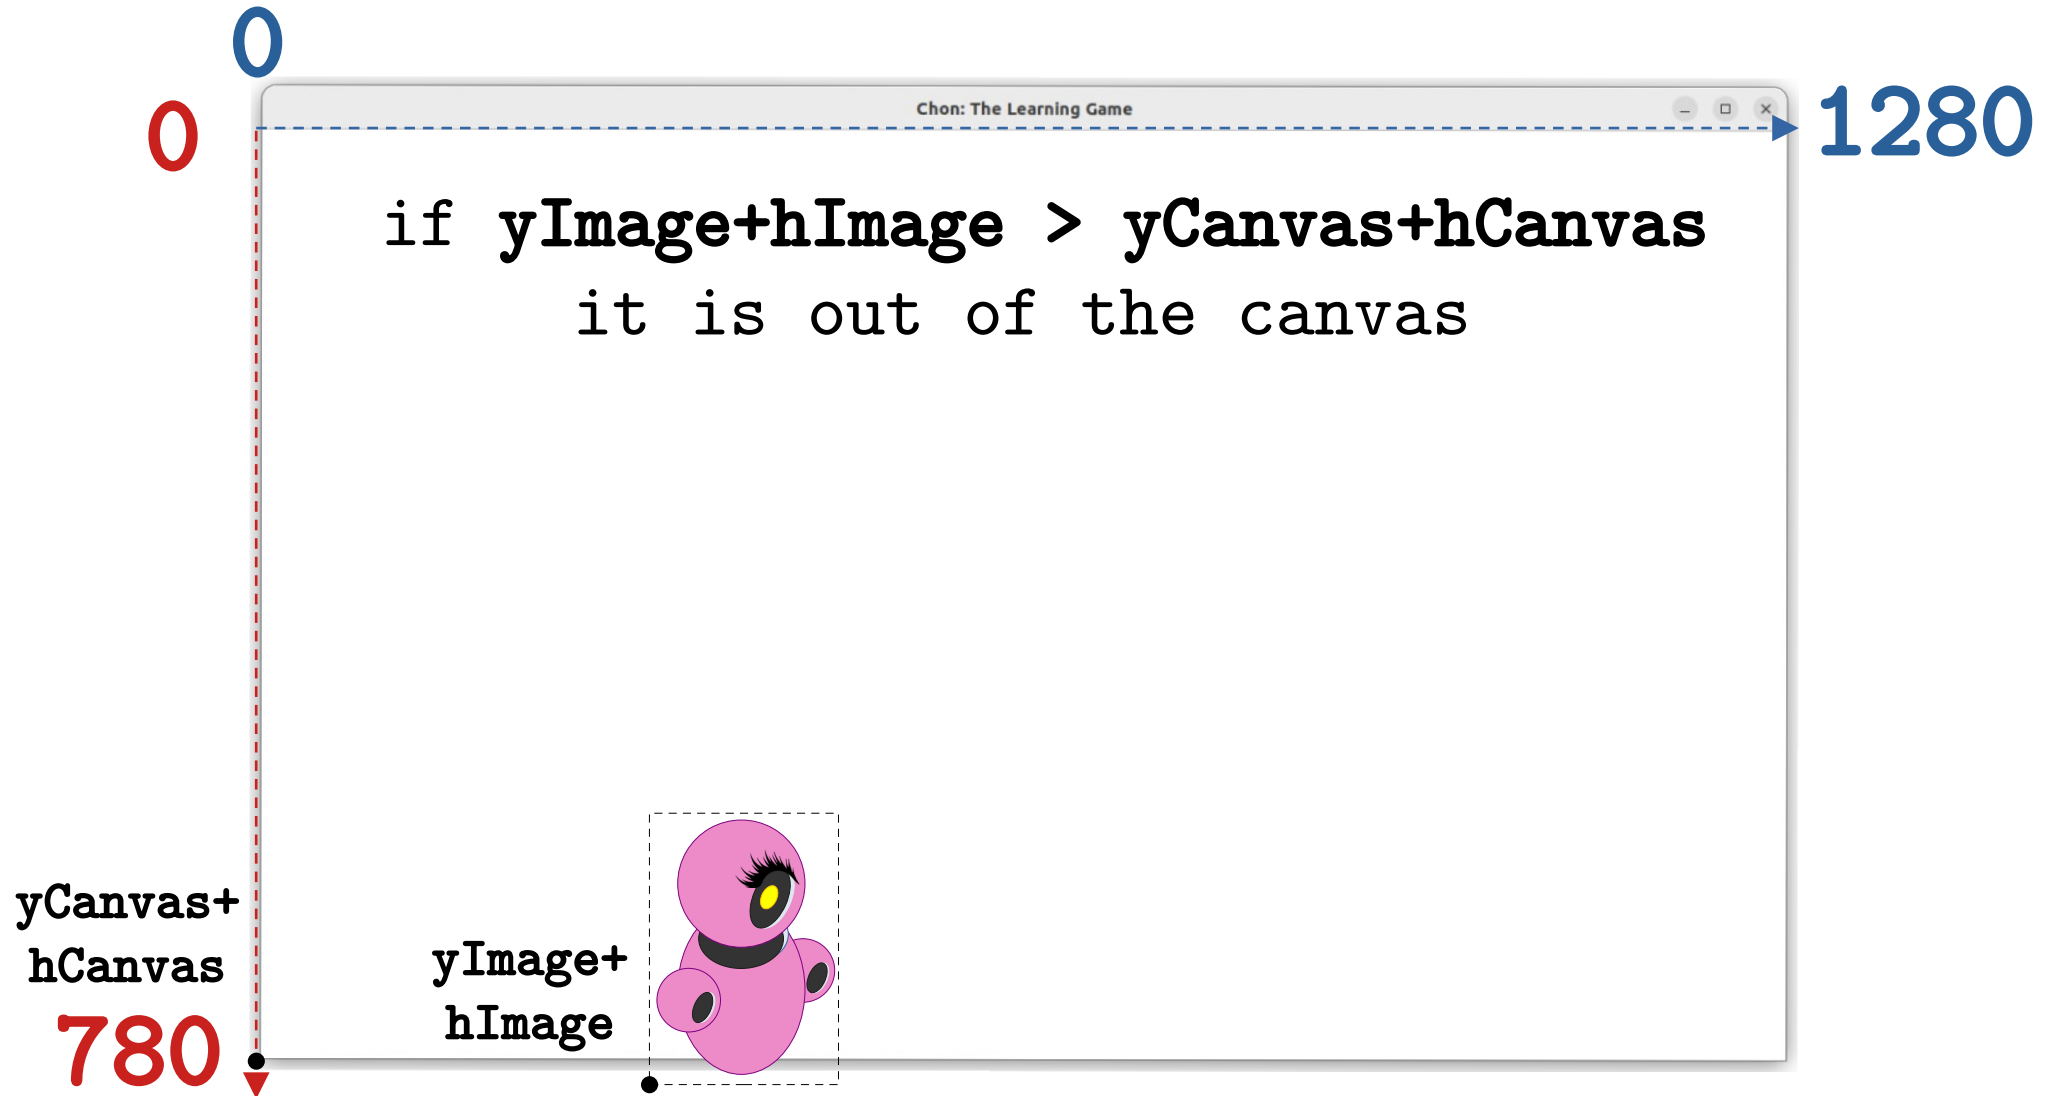 0
0
Chon: The Learning Game
1280
if yImage+hImage > yCanvas+hCanvas
it is out of the canvas
yCanvas+
hCanvas
780
yImage+
hImage